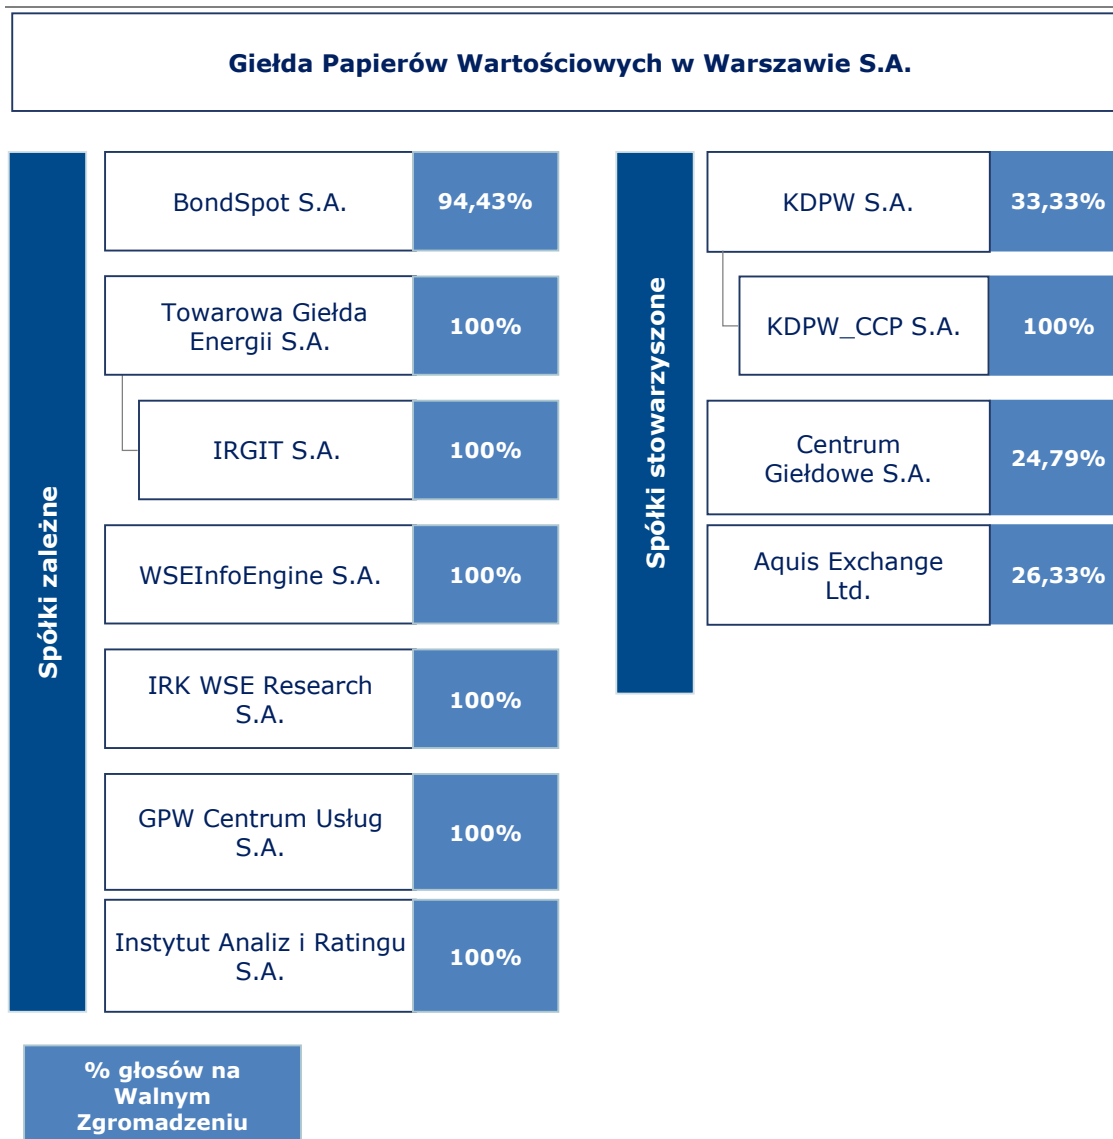 Giełda Papierów Wartościowych w Warszawie S.A.
Spółki zależne
BondSpot S.A.
94,43%
Towarowa Giełda
Energii S.A.
100%
IRGIT S.A.
100%
WSEInfoEngine S.A.
100%
IRK WSE Research
S.A.
100%
GPW Centrum Usług
S.A.
100%
Instytut Analiz i Ratingu
S.A.
100%
Spółki stowarzyszone
KDPW S.A.
33,33%
KDPW_CCP S.A.
100%
Centrum
Giełdowe S.A.
24,79%
Aquis Exchange
Ltd.
26,33%
% głosów na
Walnym
Zgromadzeniu